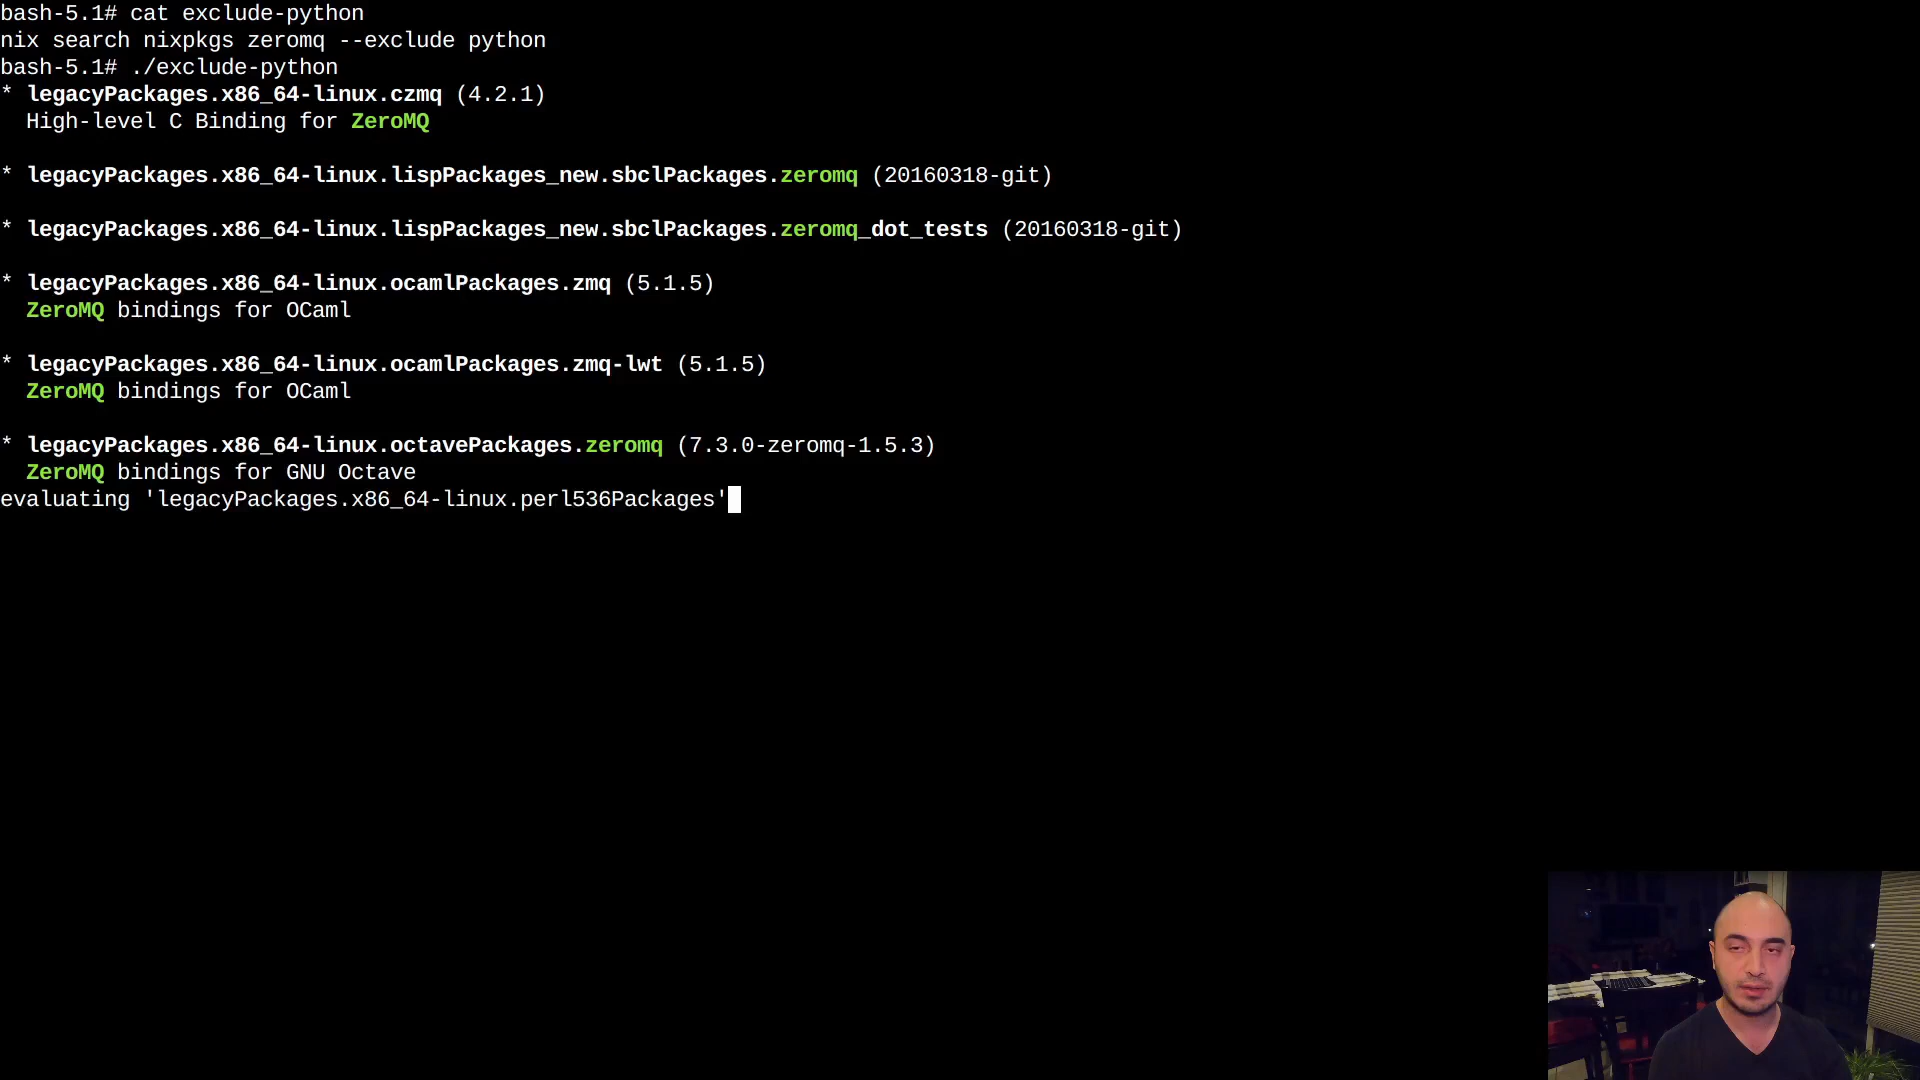 bash-5.1# cat exclude-python
nix search nixpkgs zeromq --exclude python
bash-5.1# ./exclude-python
* legacyPackages.x86_64-linux.czmq (4.2.1)
  High-level C Binding for ZeroMQ

* legacyPackages.x86_64-linux.lispPackages_new.sbclPackages.zeromq (20160318-git)

* legacyPackages.x86_64-linux.lispPackages_new.sbclPackages.zeromq_dot_tests (20160318-git)

* legacyPackages.x86_64-linux.ocamlPackages.zmq (5.1.5)
  ZeroMQ bindings for OCaml

* legacyPackages.x86_64-linux.ocamlPackages.zmq-lwt (5.1.5)
  ZeroMQ bindings for OCaml

* legacyPackages.x86_64-linux.octavePackages.zeromq (7.3.0-zeromq-1.5.3)
  ZeroMQ bindings for GNU Octave
evaluating 'legacyPackages.x86_64-linux.perl536Packages'